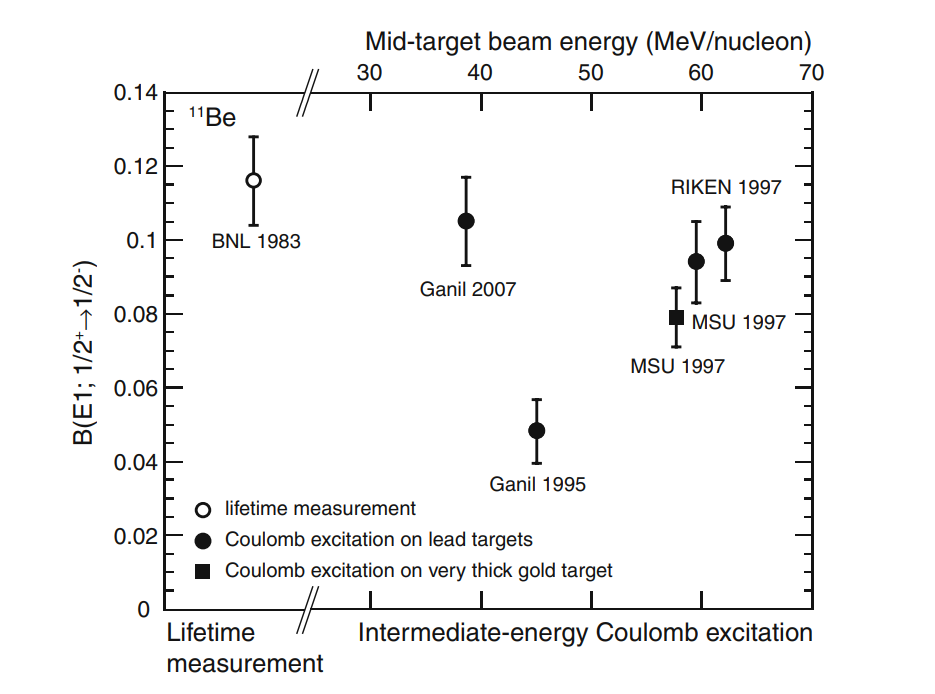 Mid-target beam energy (MeV/nucleon)
30 40 50 60 70
0.14
¹¹Be
0.12
RIKEN 1997
0.1
BNL 1983
Ganil 2007
B(E1; 1/2⁺→1/2⁻)
0.08
MSU 1997
MSU 1997
0.06
0.04
Ganil 1995
lifetime measurement
0.02
Coulomb excitation on lead targets
Coulomb excitation on very thick gold target
0
Lifetime
measurement
Intermediate-energy Coulomb excitation